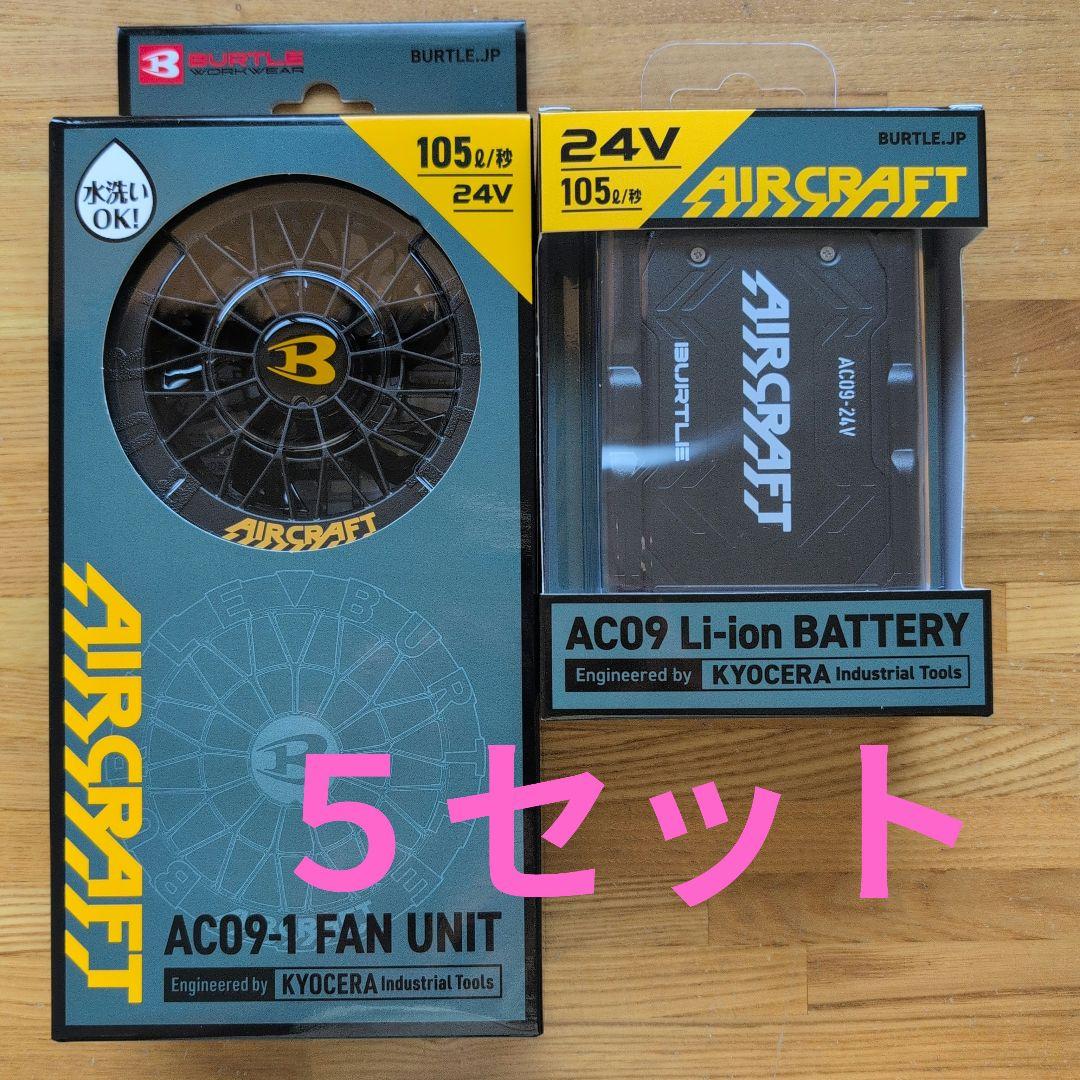 BURTLE
WORKWEAR
BURTLE.JP
水洗い
OK!
105ℓ/秒
24V
B
AIRCRAFT
AIRCRAFT
AC09-1 FAN UNIT
Engineered by KYOCERA Industrial Tools
24V
105ℓ/秒
BURTLE.JP
AIRCRAFT
AIRCRAFT
BURTLE
AC09-24V
AC09 Li-ion BATTERY
Engineered by KYOCERA Industrial Tools
5セット